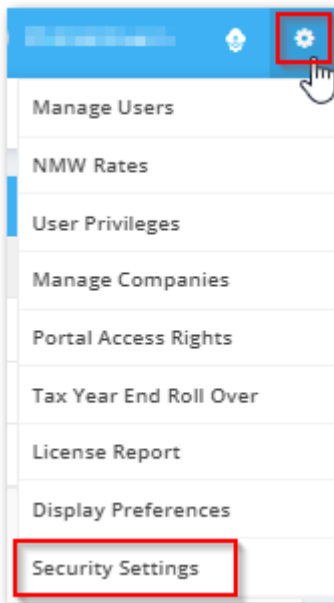 Manage Users
NMW Rates
User Privileges
Manage Companies
Portal Access Rights
Tax Year End Roll Over
License Report
Display Preferences
Security Settings